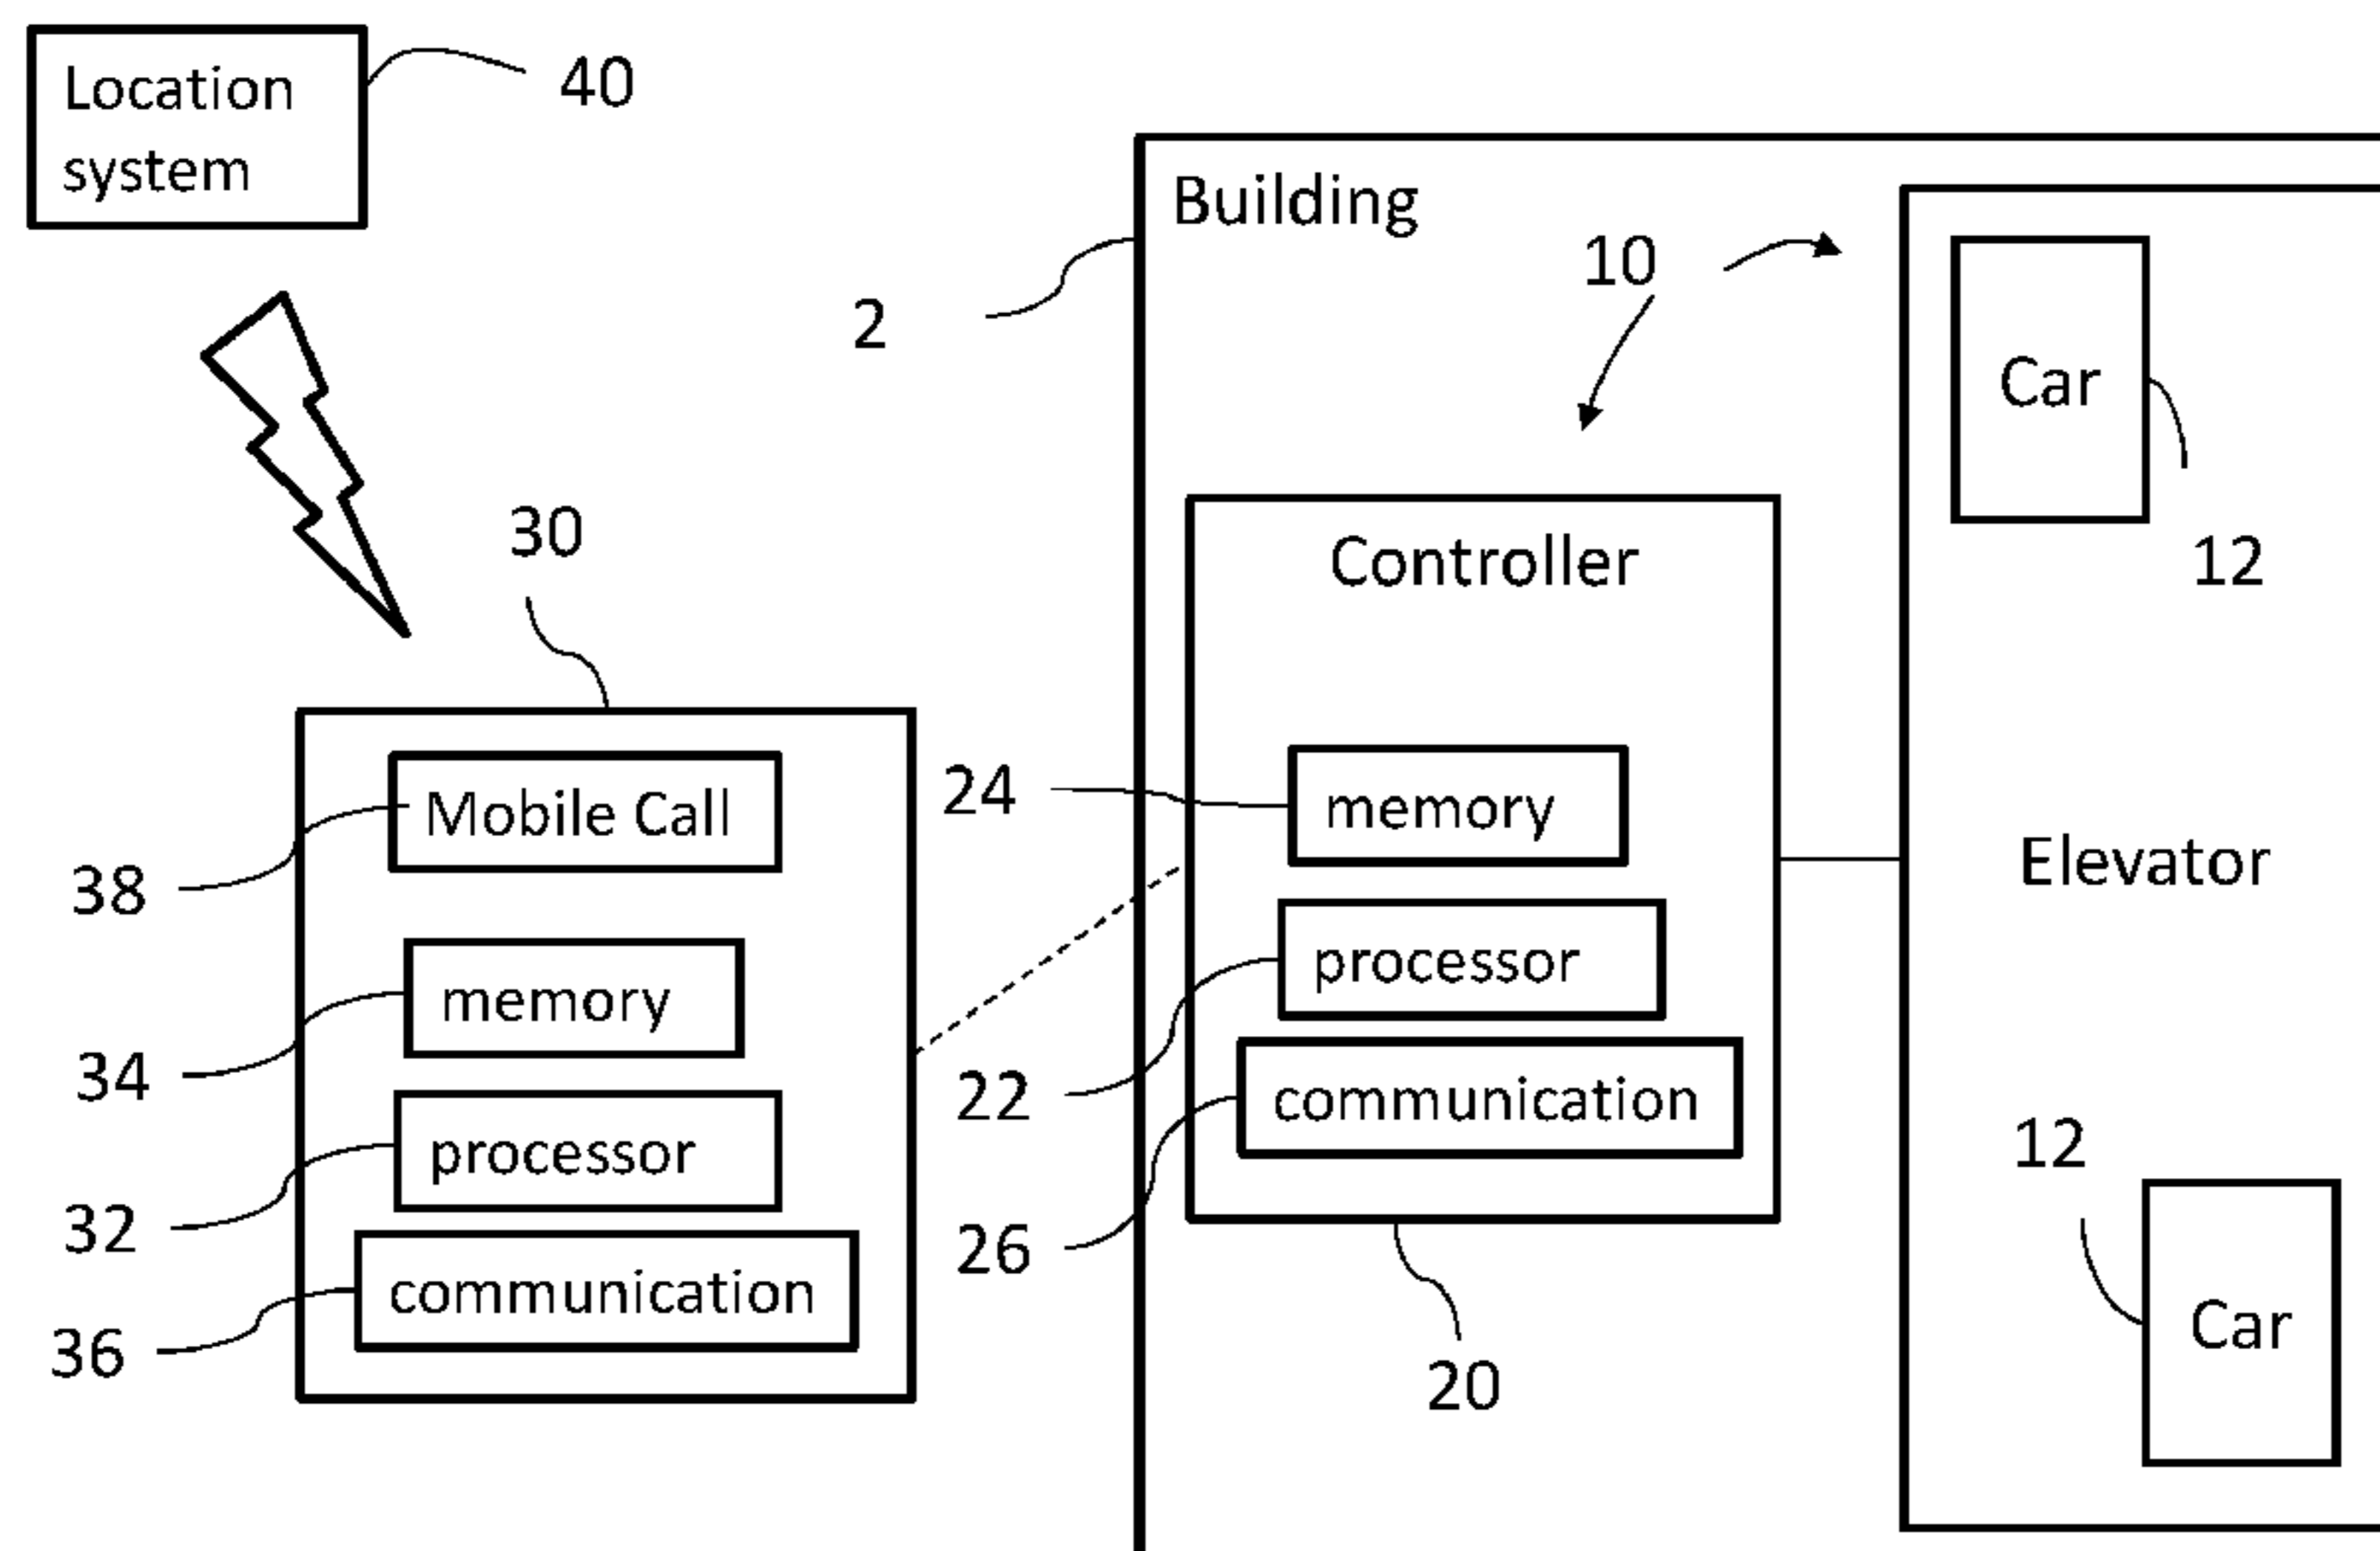 Location
system
40
Building
2
10
Car
12
30
Controller
Mobile Call
38
24
memory
Elevator
memory
34
processor
22
processor
32
communication
26
communication
36
20
12
Car